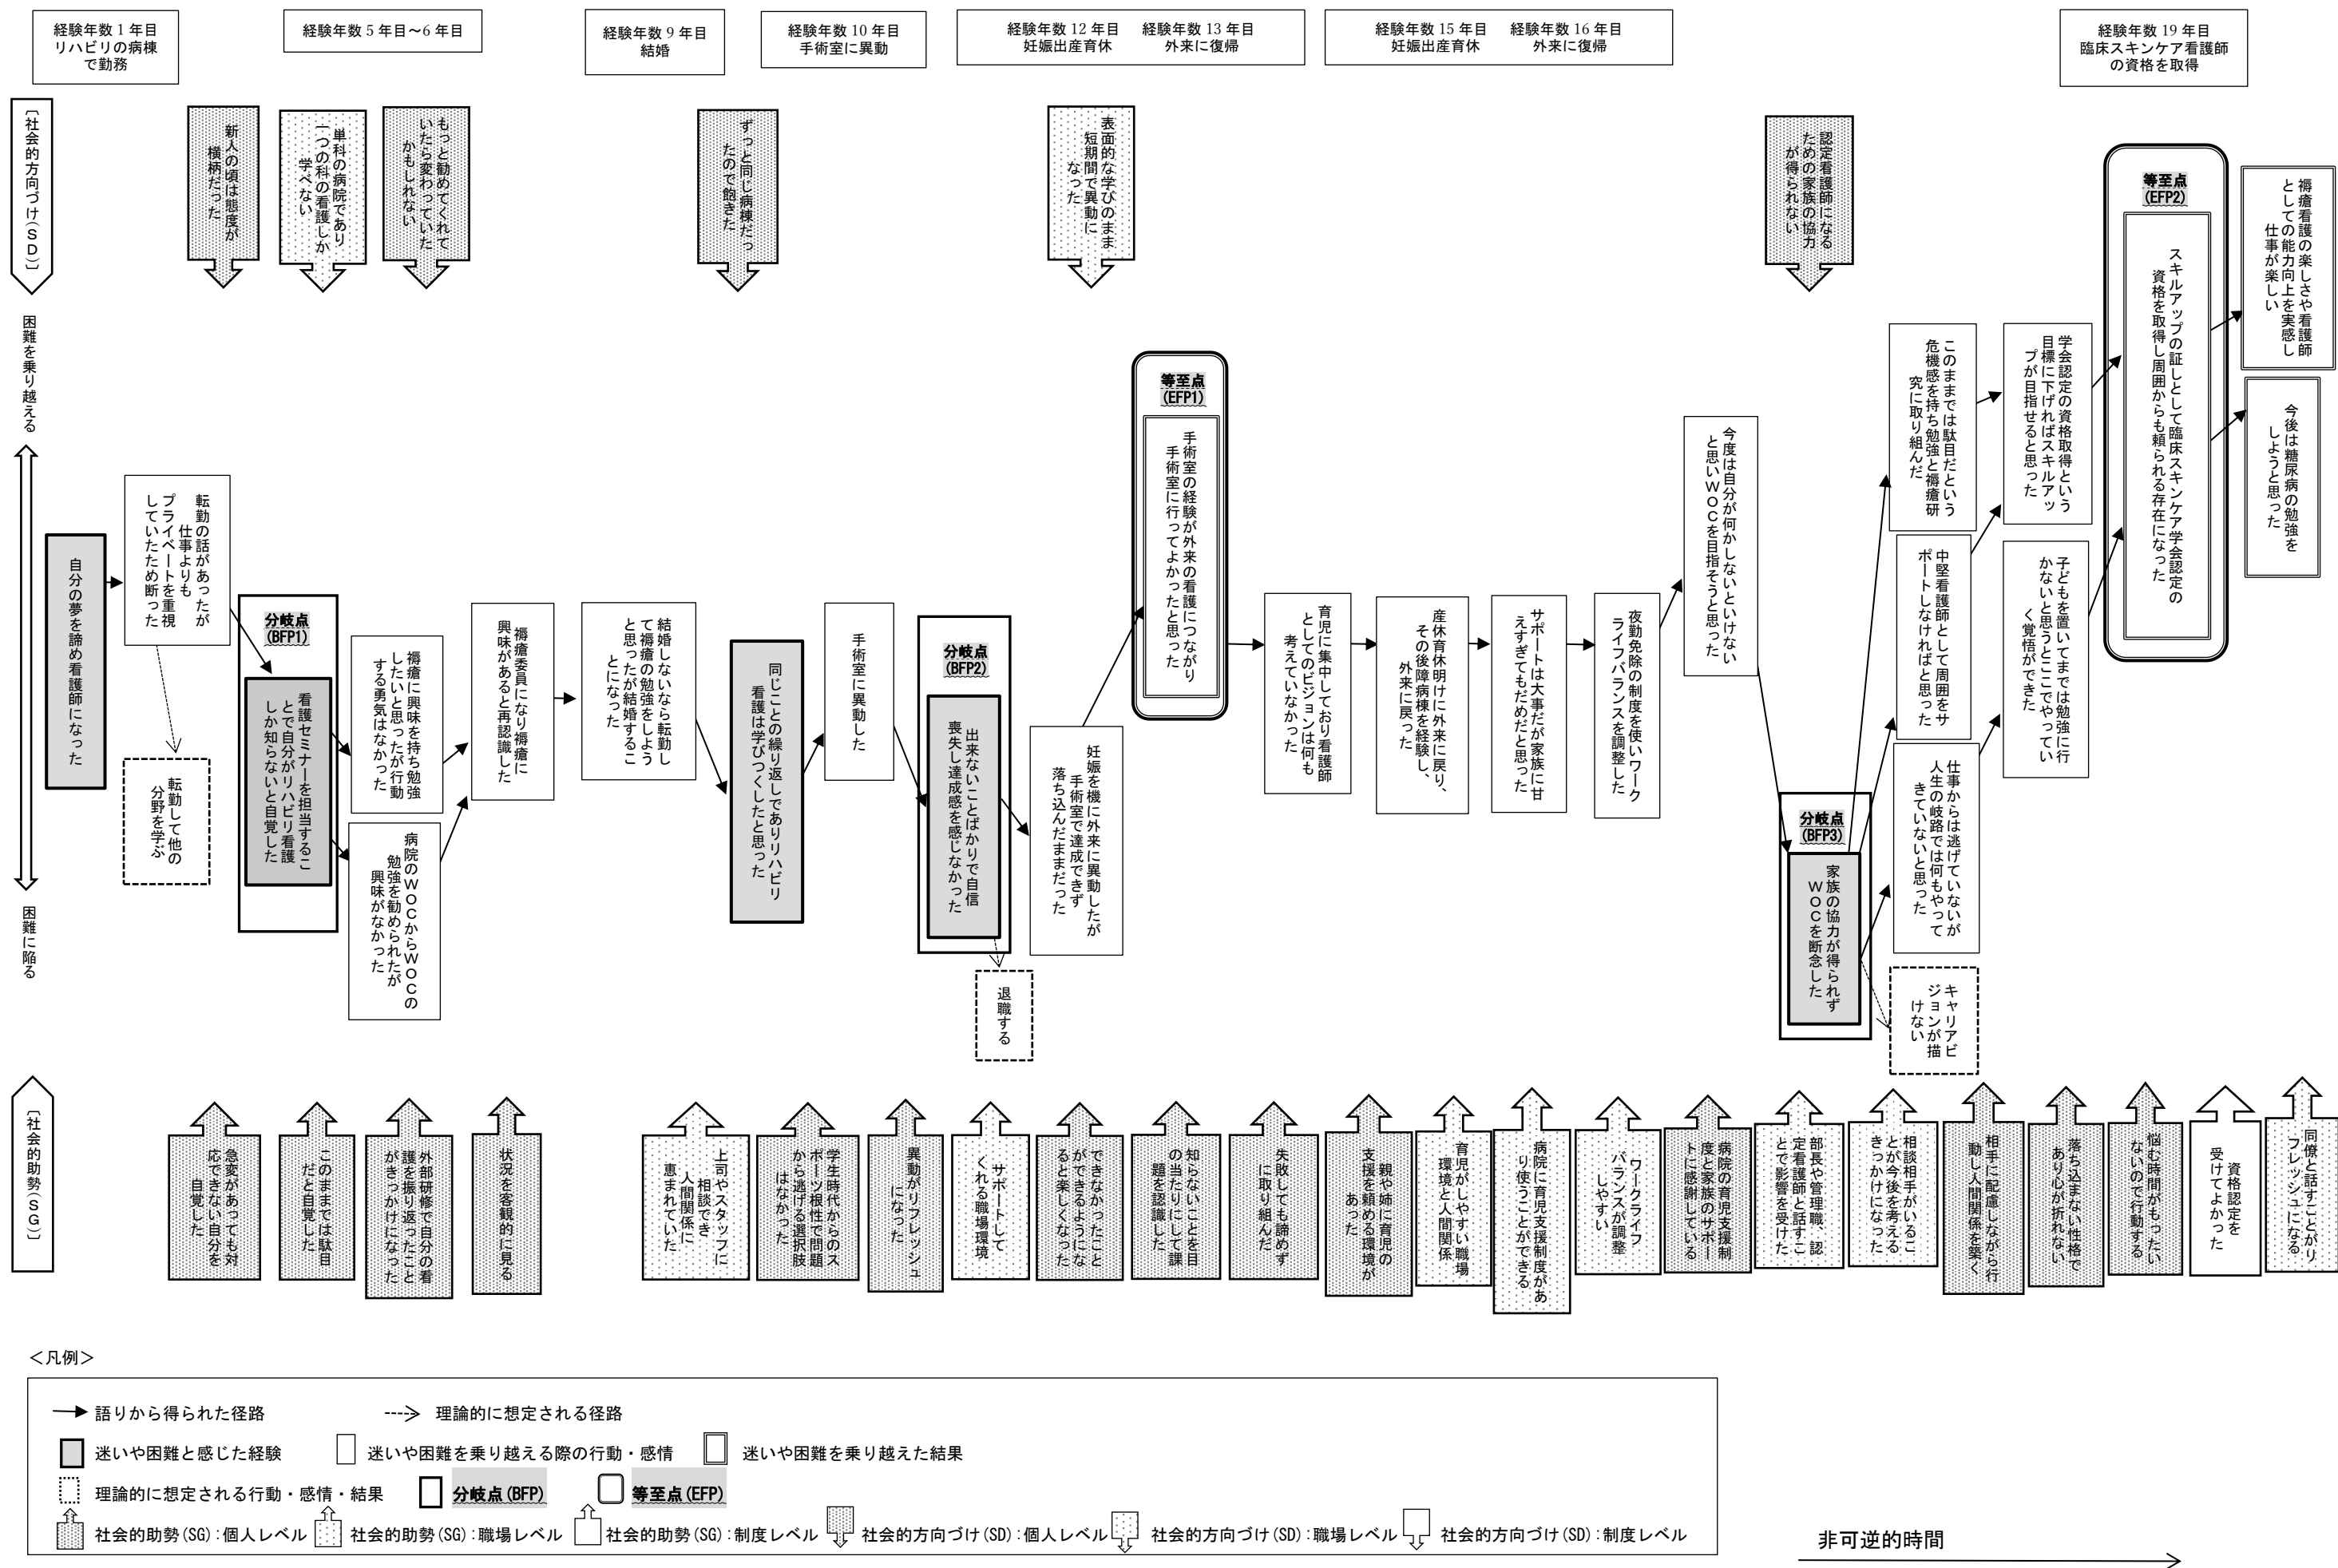 経験年数 1 年目
リハビリの病棟
で勤務
経験年数 5 年目～6 年目
経験年数 9 年目
結婚
経験年数 10 年目
手術室に異動
経験年数 12 年目
妊娠出産育休
経験年数 13 年目
外来に復帰
経験年数 15 年目
妊娠出産育休
経験年数 16 年目
外来に復帰
経験年数 19 年目
臨床スキンケア看護師
の資格を取得
〔社会的方向づけ(SD)〕
新人の頃は態度が
横柄だった
単科の病院であり
一つの科の看護しか
学べない
もっと勧めてくれて
いたら変わっていた
かもしれない
ずっと同じ病棟だっ
たので飽きた
表面的な学びのまま
短期間で異動に
なった
認定看護師になる
ための家族の協力
が得られない
困難を乗り越える
困難に陥る
自分の夢を諦め看護師になった
転勤の話があったが
仕事よりも
プライベートを重視
していたため断った
転勤して他の
分野を学ぶ
分岐点
(BFP1)
看護セミナーを担当するこ
とで自分がリハビリ看護
しか知らないと自覚した
褥瘡に興味を持ち勉強
したいと思ったが行動
する勇気はなかった
病院のWOCからWOCの
勉強を勧められたが
興味がなかった
褥瘡委員になり褥瘡に
興味があると再認識した
結婚しないなら転勤し
て褥瘡の勉強をしよう
と思ったが結婚するこ
とになった
同じことの繰り返しでありリハビリ
看護は学びつくしたと思った
手術室に異動した
分岐点
(BFP2)
出来ないことばかりで自信
喪失し達成感を感じなかった
退職する
妊娠を機に外来に異動したが
手術室で達成できず
落ち込んだままだった
等至点
(EFP1)
手術室の経験が外来の看護につながり
手術室に行ってよかったと思った
育児に集中しており看護師
としてのビジョンは何も
考えていなかった
産休育休明けに外来に戻り、
その後障病棟を経験し、
外来に戻った
サポートは大事だが家族に甘
えすぎてもだめだと思った
夜勤免除の制度を使いワーク
ライフバランスを調整した
今度は自分が何かしないといけない
と思いWOCを目指そうと思った
分岐点
(BFP3)
家族の協力が得られず
WOCを断念した
このままでは駄目だという
危機感を持ち勉強と褥瘡研
究に取り組んだ
中堅看護師として周囲をサ
ポートしなければと思った
仕事からは逃げていないが
人生の岐路では何もやって
きていないと思った
キャリアビ
ジョンが描
けない
学会認定の資格取得という
目標に下げればスキルアッ
プが目指せると思った
子どもを置いてまでは勉強に行
かないと思うとここでやってい
く覚悟ができた
等至点
(EFP2)
スキルアップの証しとして臨床スキンケア学会認定の
資格を取得し周囲からも頼られる存在になった
褥瘡看護の楽しさや看護師
としての能力向上を実感し
仕事が楽しい
今後は糖尿病の勉強を
しようと思った
〔社会的助勢(SG)〕
急変があっても対
応できない自分を
自覚した
このままでは駄目
だと自覚した
外部研修で自分の看
護を振り返ったこと
がきっかけになった
状況を客観的に見る
上司やスタッフに
相談でき
人間関係に
恵まれていた
学生時代からのス
ポーツ根性で問題
から逃げる選択肢
はなかった
異動がリフレッシュ
になった
サポートして
くれる職場環境
できなかったこと
ができるようにな
ると楽しくなった
知らないことを目
の当たりにして課
題を認識した
失敗しても諦めず
に取り組んだ
親や姉に育児の
支援を頼める環境が
あった
育児がしやすい職場
環境と人間関係
病院に育児支援制度があ
り使うことができる
ワークライフ
バランスが調整
しやすい
病院の育児支援制
度と家族のサポー
トに感謝している
部長や管理職、認
定看護師と話すこ
とで影響を受けた
相談相手がいるこ
とが今後を考える
きっかけになった
相手に配慮しながら行
動し人間関係を築く
落ち込まない性格で
あり心が折れない
悩む時間がもったい
ないので行動する
資格認定を
受けてよかった
同僚と話すことがリ
フレッシュになる
＜凡例＞
語りから得られた径路
理論的に想定される径路
迷いや困難と感じた経験
迷いや困難を乗り越える際の行動・感情
迷いや困難を乗り越えた結果
理論的に想定される行動・感情・結果
分岐点(BFP)
等至点(EFP)
社会的助勢(SG)：個人レベル
社会的助勢(SG)：職場レベル
社会的助勢(SG)：制度レベル
社会的方向づけ(SD)：個人レベル
社会的方向づけ(SD)：職場レベル
社会的方向づけ(SD)：制度レベル
非可逆的時間